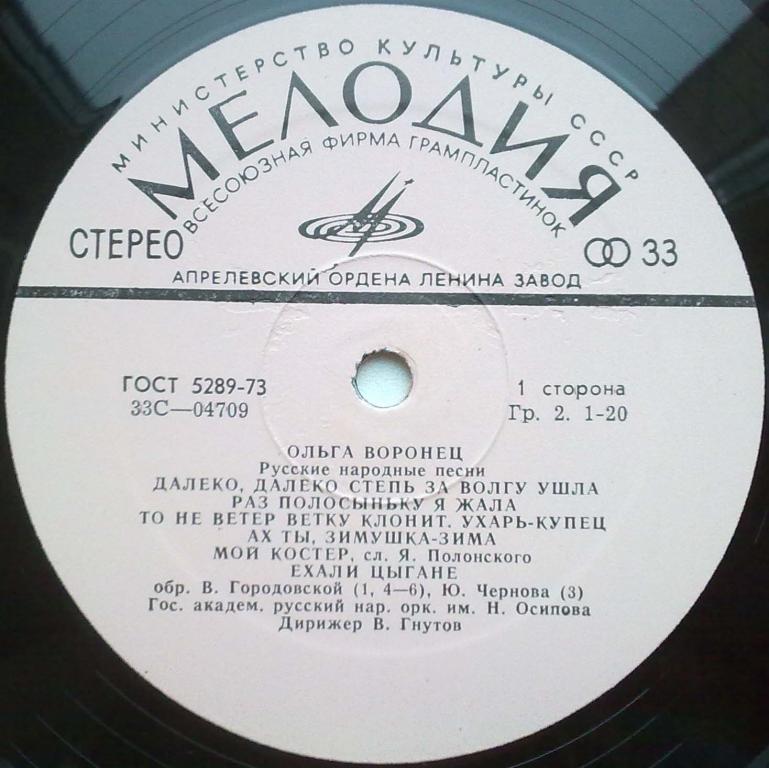 МИНИСТЕРСТВО КУЛЬТУРЫ СССР
МЕЛОДИЯ
ВСЕСОЮЗНАЯ ФИРМА ГРАМПЛАСТИНОК
СТЕРЕО 33
АПРЕЛЕВСКИЙ ОРДЕНА ЛЕНИНА ЗАВОД
ГОСТ 5289-73 1 сторона
33С—04709 Гр. 2. 1-20
ОЛЬГА ВОРОНЕЦ
Русские народные песни
ДАЛЕКО, ДАЛЕКО СТЕПЬ ЗА ВОЛГУ УШЛА
РАЗ ПОЛОСЫНЬКУ Я ЖАЛА
ТО НЕ ВЕТЕР ВЕТКУ КЛОНИТ. УХАРЬ-КУПЕЦ
АХ ТЫ, ЗИМУШКА-ЗИМА
МОЙ КОСТЕР, сл. Я. Полонского
ЕХАЛИ ЦЫГАНЕ
обр. В. Городовской (1, 4—6), Ю. Чернова (3)
Гос. академ. русский нар. орк. им. Н. Осипова
Дирижер В. Гнутов